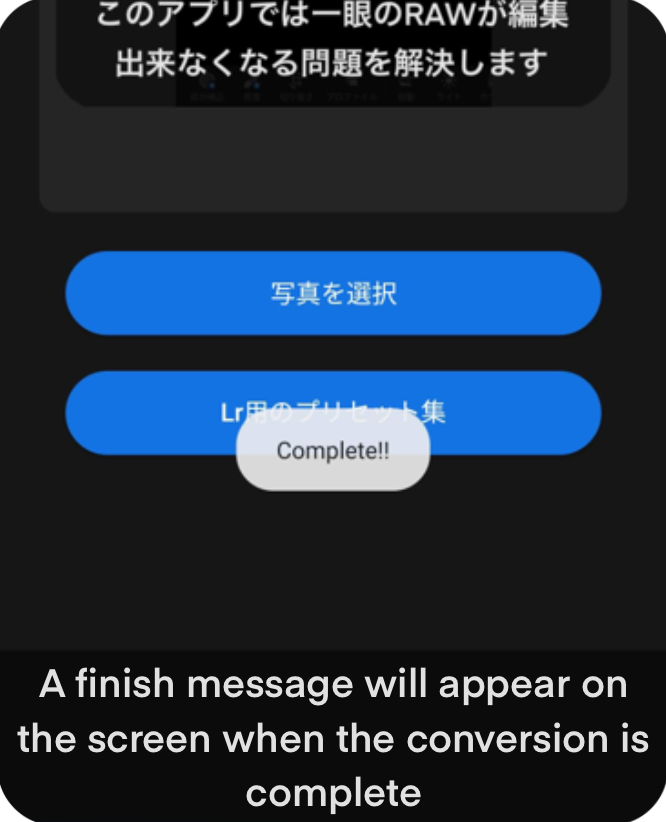 このアプリでは一眼のRAWが編集
出来なくなる問題を解決します
写真を選択
Lr用のプリセット集
Complete!!
A finish message will appear on
the screen when the conversion is
complete